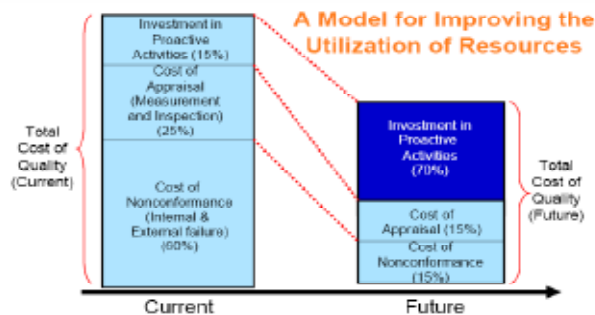 A Model for Improving the
Utilization of Resources
Investment in
Proactive
Activities (15%)
Cost of
Appraisal
(Measurement
and Inspection)
(25%)
Cost of
Nonconformance
(Internal &
External failure)
(60%)
Total
Cost of
Quality
(Current)
Investment in
Proactive
Activities
(70%)
Cost of
Appraisal (15%)
Cost of
Nonconformance
(15%)
Total
Cost of
Quality
(Future)
Current
Future